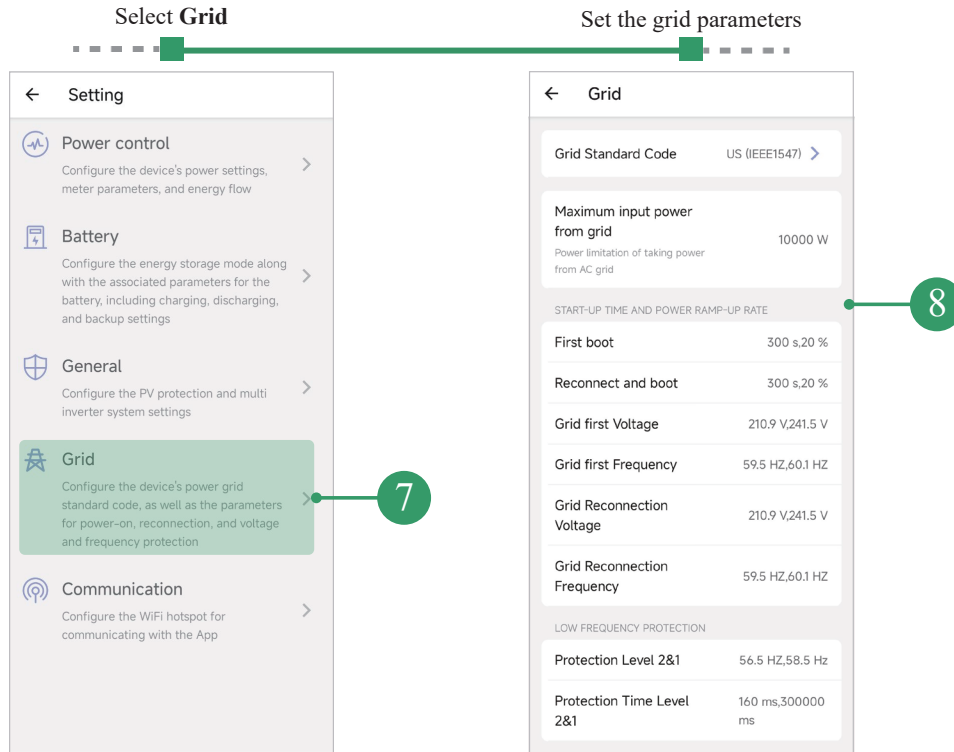 Select Grid
Set the grid parameters
Setting
Power control
Configure the device's power settings,
meter parameters, and energy flow
Battery
Configure the energy storage mode along
with the associated parameters for the
battery, including charging, discharging,
and backup settings
General
Configure the PV protection and multi
inverter system settings
Grid
Configure the device's power grid
standard code, as well as the parameters
for power-on, reconnection, and voltage
and frequency protection
7
Communication
Configure the WiFi hotspot for
communicating with the App
Grid
Grid Standard Code US (IEEE1547)
Maximum input power
from grid
10000 W
Power limitation of taking power
from AC grid
8
START-UP TIME AND POWER RAMP-UP RATE
First boot 300 s,20 %
Reconnect and boot 300 s,20 %
Grid first Voltage 210.9 V,241.5 V
Grid first Frequency 59.5 HZ,60.1 HZ
Grid Reconnection
Voltage
210.9 V,241.5 V
Grid Reconnection
Frequency
59.5 HZ,60.1 HZ
LOW FREQUENCY PROTECTION
Protection Level 2&1 56.5 HZ,58.5 Hz
Protection Time Level
2&1
160 ms,300000
ms